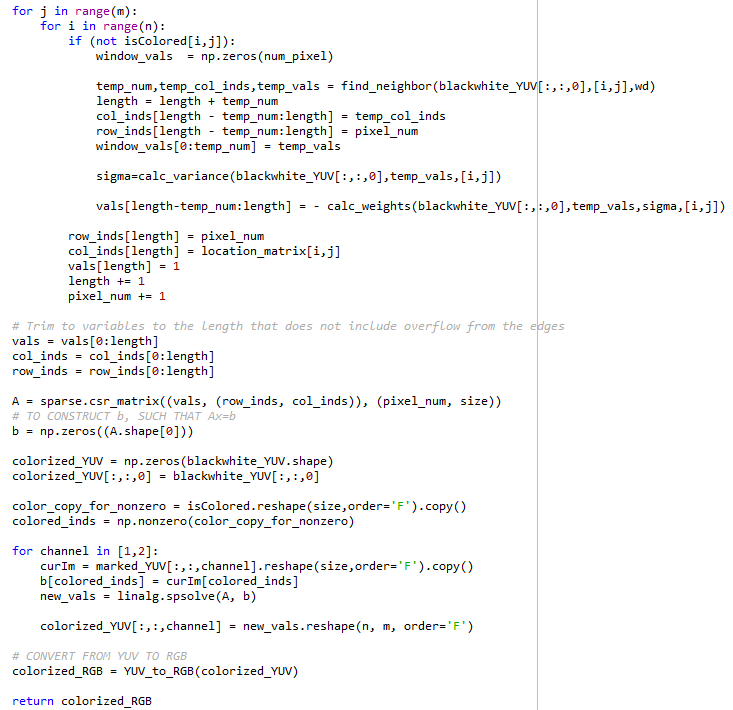 for j in range(m):
    for i in range(n):
        if (not isColored[i,j]):
            window_vals  = np.zeros(num_pixel)

            temp_num,temp_col_inds,temp_vals = find_neighbor(blackwhite_YUV[:,:,0],[i,j],wd)
            length = length + temp_num
            col_inds[length - temp_num:length] = temp_col_inds
            row_inds[length - temp_num:length] = pixel_num
            window_vals[0:temp_num] = temp_vals

            sigma=calc_variance(blackwhite_YUV[:,:,0],temp_vals,[i,j])

            vals[length-temp_num:length] = - calc_weights(blackwhite_YUV[:,:,0],temp_vals,sigma,[i,j])

        row_inds[length] = pixel_num
        col_inds[length] = location_matrix[i,j]
        vals[length] = 1
        length += 1
        pixel_num += 1

# Trim to variables to the length that does not include overflow from the edges
vals = vals[0:length]
col_inds = col_inds[0:length]
row_inds = row_inds[0:length]

A = sparse.csr_matrix((vals, (row_inds, col_inds)), (pixel_num, size))
# TO CONSTRUCT b, SUCH THAT Ax=b
b = np.zeros((A.shape[0]))

colorized_YUV = np.zeros(blackwhite_YUV.shape)
colorized_YUV[:,:,0] = blackwhite_YUV[:,:,0]

color_copy_for_nonzero = isColored.reshape(size,order='F').copy()
colored_inds = np.nonzero(color_copy_for_nonzero)

for channel in [1,2]:
    curIm = marked_YUV[:,:,channel].reshape(size,order='F').copy()
    b[colored_inds] = curIm[colored_inds]
    new_vals = linalg.spsolve(A, b)

    colorized_YUV[:,:,channel] = new_vals.reshape(n, m, order='F')

# CONVERT FROM YUV TO RGB
colorized_RGB = YUV_to_RGB(colorized_YUV)

return colorized_RGB